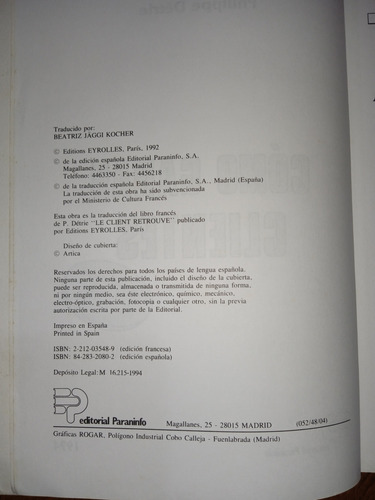 Traducido por:
BEATRIZ JÄGGI KOCHER
© Editions EYROLLES, París, 1992
© de la edición española Editorial Paraninfo, S.A.
Magallanes, 25 - 28015 Madrid
Teléfono: 4463350 - Fax: 4456218
© de la traducción española Editorial Paraninfo, S.A., Madrid (España)
La traducción de esta obra ha sido subvencionada
por el Ministerio de Cultura Francés
Esta obra es la traducción del libro francés
de P. Détrie "LE CLIENT RETROUVE" publicado
por Editions EYROLLES, París
Diseño de cubierta:
© Artica
Reservados los derechos para todos los países de lengua española.
Ninguna parte de esta publicación, incluido el diseño de la cubierta,
puede ser reproducida, almacenada o transmitida de ninguna forma,
ni por ningún medio, sea éste electrónico, químico, mecánico,
electro-óptico, grabación, fotocopia o cualquier otro, sin la previa
autorización escrita por parte de la Editorial.
Impreso en España
Printed in Spain
ISBN: 2-212-03548-9 (edición francesa)
ISBN: 84-283-2080-2 (edición española)
Depósito Legal: M 16.215-1994
editorial Paraninfo Magallanes, 25 - 28015 MADRID (052/48/04)
Gráficas ROGAR, Polígono Industrial Cobo Calleja - Fuenlabrada (Madrid)